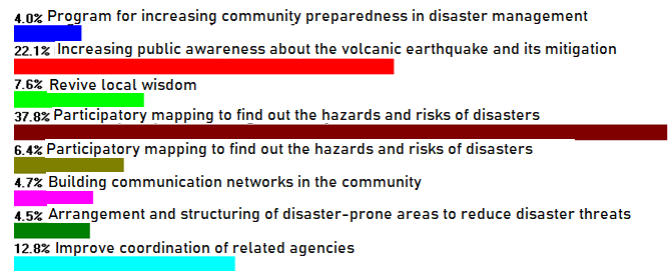 4.0% Program for increasing community preparedness in disaster management
22.1% Increasing public awareness about the volcanic earthquake and its mitigation
7.6% Revive local wisdom
37.8% Participatory mapping to find out the hazards and risks of disasters
6.4% Participatory mapping to find out the hazards and risks of disasters
4.7% Building communication networks in the community
4.5% Arrangement and structuring of disaster-prone areas to reduce disaster threats
12.8% Improve coordination of related agencies